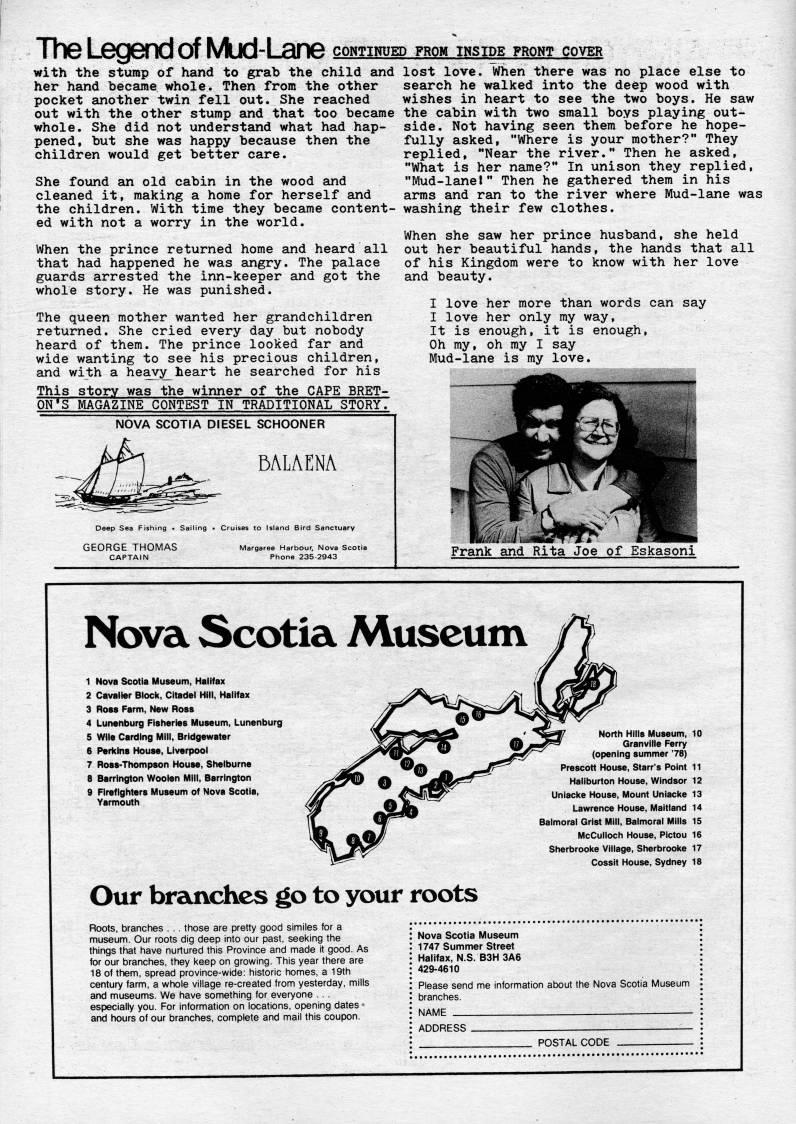 The Legend of Mud-Lane CONTINUED FROM INSIDE FRONT COVER
with the stump of hand to grab the child and
her hand became whole. Then from the other
pocket another twin fell out. She reached
out with the other stump and that too became
whole. She did not understand what had hap-
pened, but she was happy because then the
children would get better care.
She found an old cabin in the wood and
cleaned it, making a home for herself and
the children. With time they became content-
ed with not a worry in the world.
When the prince returned home and heard all
that had happened he was angry. The palace
guards arrested the inn-keeper and got the
whole story. He was punished.
The queen mother wanted her grandchildren
returned. She cried every day but nobody
heard of them. The prince looked far and
wide wanting to see his precious children,
and with a heavy heart he searched for his
lost love. When there was no place else to
search he walked into the deep wood with
wishes in heart to see the two boys. He saw
the cabin with two small boys playing out-
side. Not having seen them before he hope-
fully asked, "Where is your mother?" They
replied, "Near the river." Then he asked,
"What is her name?" In unison they replied,
"Mud-lane!" Then he gathered them in his
arms and ran to the river where Mud-lane was
washing their few clothes.
When she saw her prince husband, she held
out her beautiful hands, the hands that all
of his Kingdom were to know with her love
and beauty.
I love her more than words can say
I love her only my way,
It is enough, it is enough,
Oh my, oh my I say
Mud-lane is my love.
This story was the winner of the CAPE BRET-
ON'S MAGAZINE CONTEST IN TRADITIONAL STORY.
Frank and Rita Joe of Eskasoni
NOVA SCOTIA DIESEL SCHOONER
BALAENA
Deep Sea Fishing • Sailing • Cruises to Island Bird Sanctuary
GEORGE THOMAS
CAPTAIN
Margaree Harbour, Nova Scotia
Phone 235-2943
Nova Scotia Museum
1 Nova Scotia Museum, Halifax
2 Cavalier Block, Citadel Hill, Halifax
3 Ross Farm, New Ross
4 Lunenburg Fisheries Museum, Lunenburg
5 Wile Carding Mill, Bridgewater
6 Perkins House, Liverpool
7 Ross-Thompson House, Shelburne
8 Barrington Woolen Mill, Barrington
9 Firefighters Museum of Nova Scotia,
Yarmouth
18
16
15
17
14
11
12
13
10
3
1
2
5
4
6
9
8
7
North Hills Museum, 10
Granville Ferry
(opening summer '78)
Prescott House, Starr's Point 11
Haliburton House, Windsor 12
Uniacke House, Mount Uniacke 13
Lawrence House, Maitland 14
Balmoral Grist Mill, Balmoral Mills 15
McCulloch House, Pictou 16
Sherbrooke Village, Sherbrooke 17
Cossit House, Sydney 18
Our branches go to your roots
Roots, branches . . . those are pretty good similes for a
museum. Our roots dig deep into our past, seeking the
things that have nurtured this Province and made it good. As
for our branches, they keep on growing. This year there are
18 of them, spread province-wide: historic homes, a 19th
century farm, a whole village re-created from yesterday, mills
and museums. We have something for everyone . . .
especially you. For information on locations, opening dates
and hours of our branches, complete and mail this coupon.
Nova Scotia Museum
1747 Summer Street
Halifax, N.S. B3H 3A6
429-4610
Please send me information about the Nova Scotia Museum
branches.
NAME
ADDRESS
POSTAL CODE